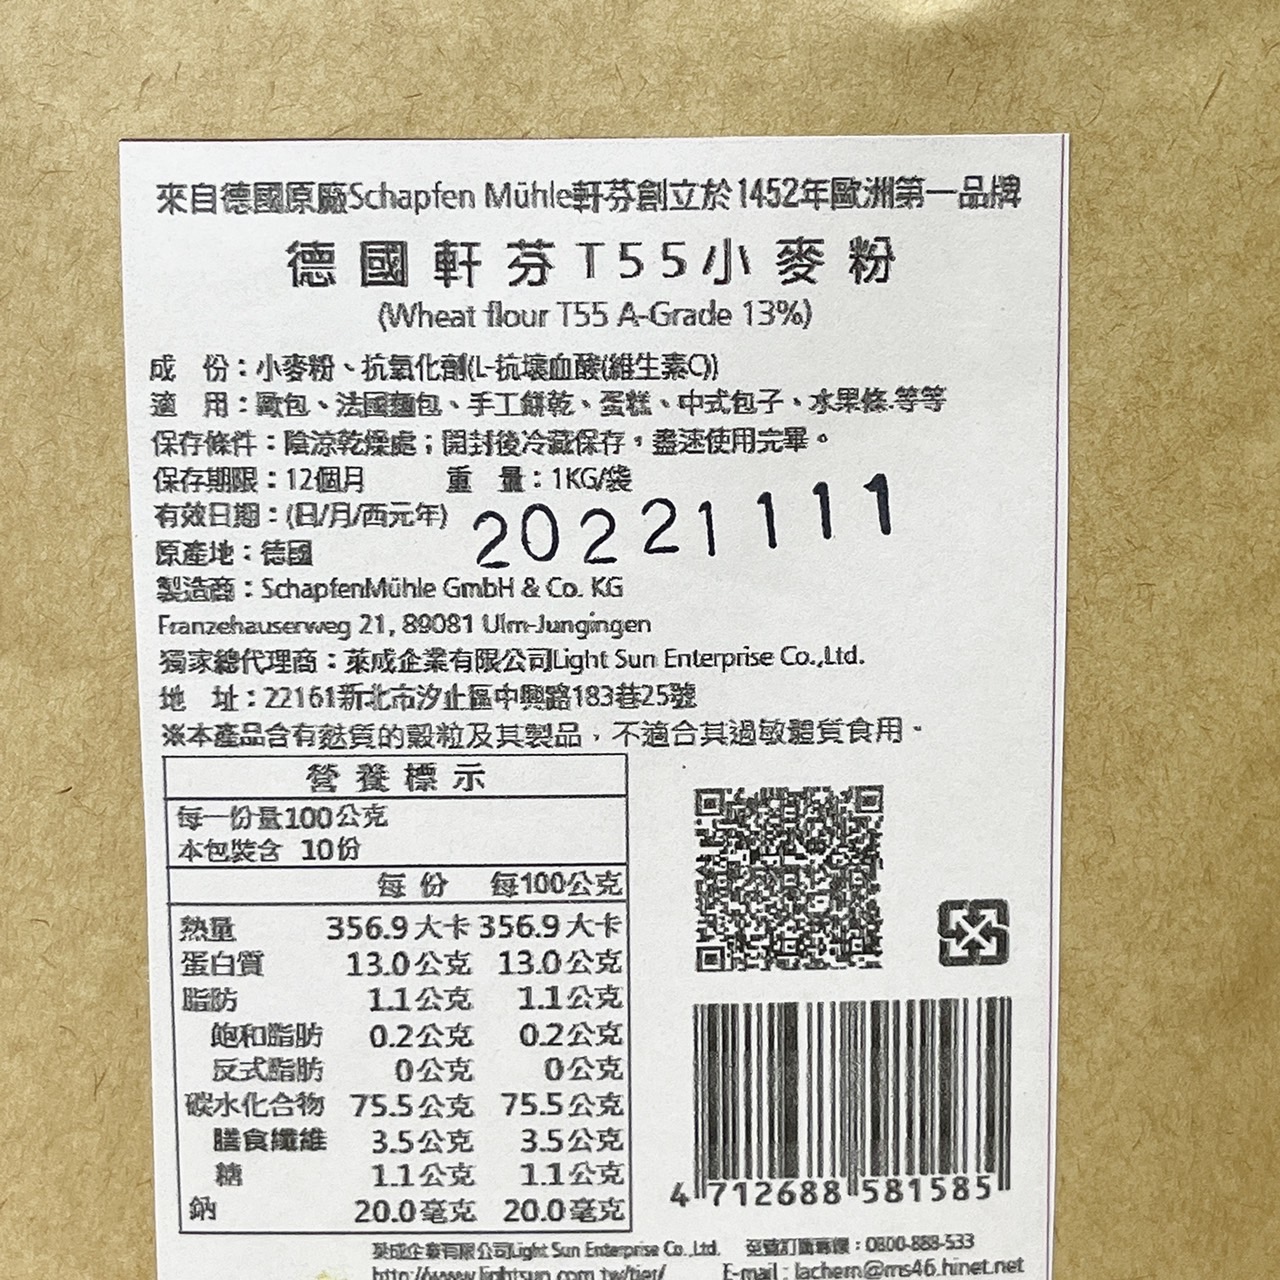 來自德國原廠Schapfen Mühle軒芬創立於1452年歐洲第一品牌
德國軒芬T55小麥粉
(Wheat flour T55 A-Grade 13%)
成 份：小麥粉、抗氧化劑(L-抗壞血酸(維生素C))
適 用：歐包、法國麵包、手工餅乾、蛋糕、中式包子、水果條.等等
保存條件：陰涼乾燥處；開封後冷藏保存，盡速使用完畢。
保存期限：12個月 重 量：1KG/袋
有效日期：(日/月/西元年) 20221111
原產地：德國
製造商：SchapfenMühle GmbH & Co. KG
Franzehauserweg 21, 89081 Ulm-Jungingen
獨家總代理商：萊成企業有限公司Light Sun Enterprise Co.,Ltd.
地 址：22161新北市汐止區中興路183巷25號
※本產品含有麩質的穀粒及其製品，不適合其過敏體質食用。
營養標示
每一份量100公克
本包裝含 10份
每 份 每100公克
熱量 356.9大卡 356.9大卡
蛋白質 13.0公克 13.0公克
脂肪 1.1公克 1.1公克
飽和脂肪 0.2公克 0.2公克
反式脂肪 0公克 0公克
碳水化合物 75.5公克 75.5公克
膳食纖維 3.5公克 3.5公克
糖 1.1公克 1.1公克
鈉 20.0毫克 20.0毫克
4 712688 581585
萊成企業有限公司Light Sun Enterprise Co.,Ltd. 免費訂購專線：0800-888-533
http://www.lightsun.com.tw/tier/ E-mail : lachern@ms46.hinet.net